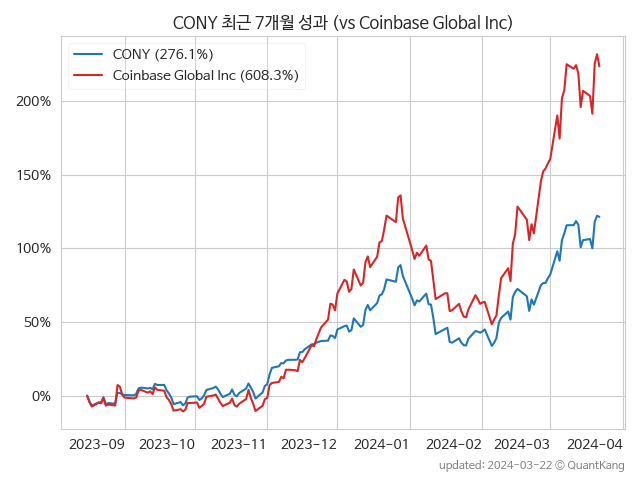 CONY 최근 7개월 성과 (vs Coinbase Global Inc)
CONY (276.1%)
Coinbase Global Inc (608.3%)
200%
150%
100%
50%
0%
2023-09 2023-10 2023-11 2023-12 2024-01 2024-02 2024-03 2024-04
updated: 2024-03-22 © QuantKang